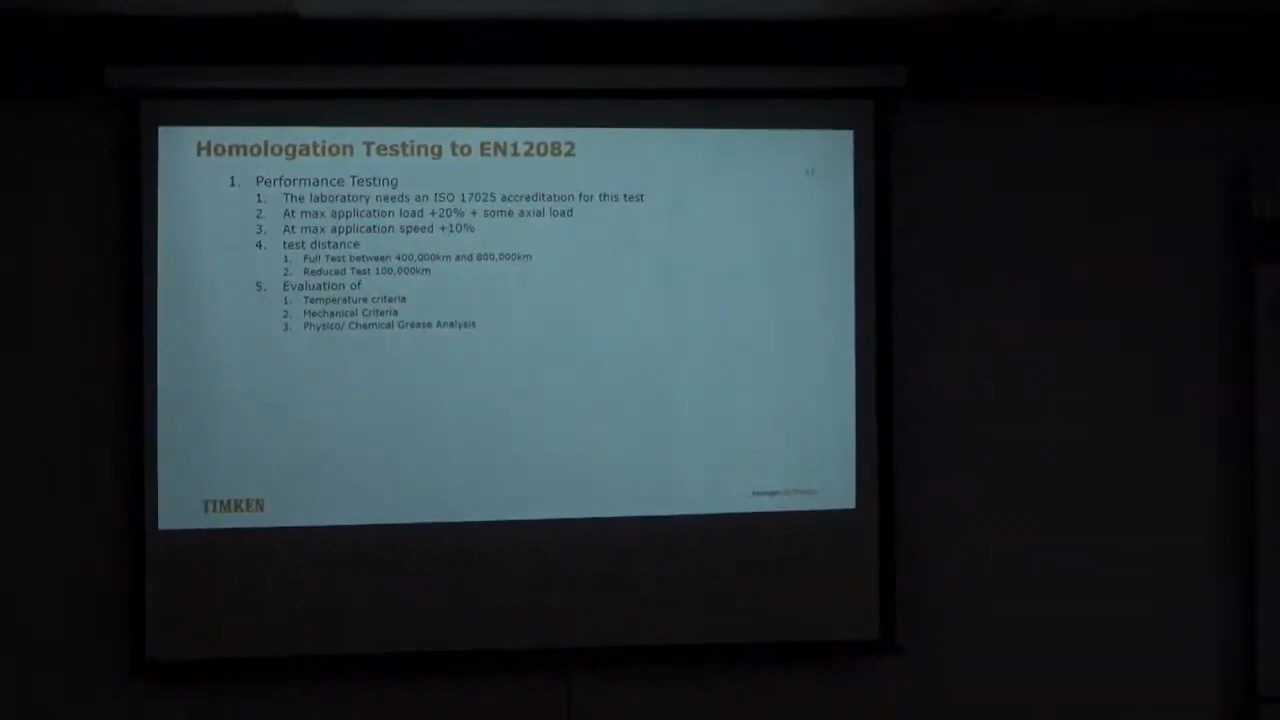 Homologation Testing to EN12082
1. Performance Testing
1. The laboratory needs an ISO 17025 accreditation for this test
2. At max application load +20% + some axial load
3. At max application speed +10%
4. test distance
1. Full Test between 400,000km and 800,000km
2. Reduced Test 100,000km
5. Evaluation of
1. Temperature criteria
2. Mechanical Criteria
3. Physico/ Chemical Grease Analysis
TIMKEN